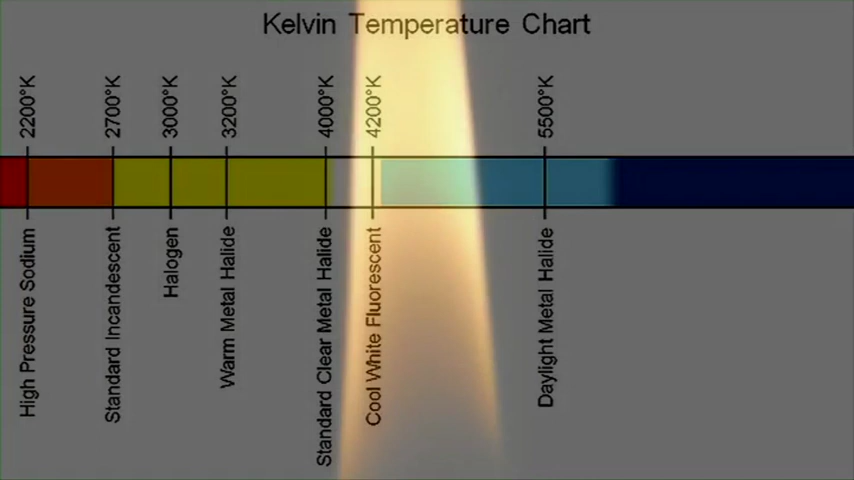 Kelvin Temperature Chart
2200°K
2700°K
3000°K
3200°K
4000°K
4200°K
5500°K
High Pressure Sodium
Standard Incandescent
Halogen
Warm Metal Halide
Standard Clear Metal Halide
Cool White Fluorescent
Daylight Metal Halide